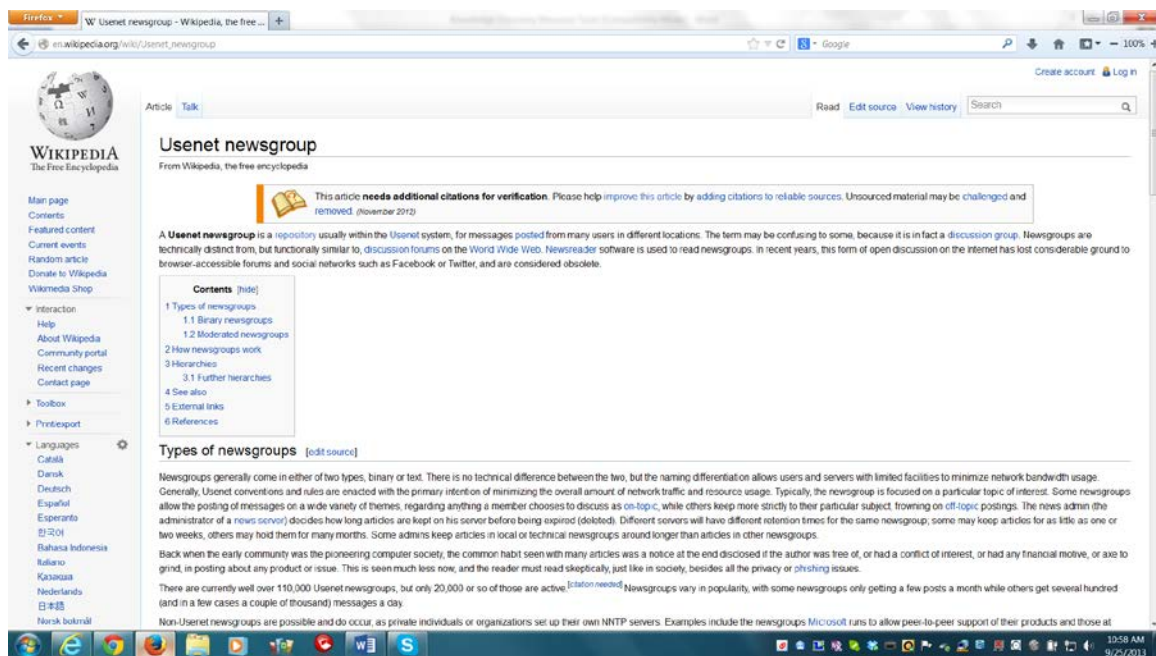 Firefox
W Usenet newsgroup - Wikipedia, the free ... +
en.wikipedia.org/wiki/Usenet_newsgroup
8 - Google
100%
Create account Log in
Article Talk
Read Edit source View history Search
WIKIPEDIA
The Free Encyclopedia
Main page
Contents
Featured content
Current events
Random article
Donate to Wikipedia
Wikimedia Shop
Interaction
Help
About Wikipedia
Community portal
Recent changes
Contact page
Toolbox
Print/export
Languages
Català
Dansk
Deutsch
Español
Esperanto
한국어
Bahasa Indonesia
Italiano
Қазақша
Nederlands
日本語
Norsk bokmål
Usenet newsgroup
From Wikipedia, the free encyclopedia
This article needs additional citations for verification. Please help improve this article by adding citations to reliable sources. Unsourced material may be challenged and
removed. (November 2012)
A Usenet newsgroup is a repository usually within the Usenet system, for messages posted from many users in different locations. The term may be confusing to some, because it is in fact a discussion group. Newsgroups are
technically distinct from, but functionally similar to, discussion forums on the World Wide Web. Newsreader software is used to read newsgroups. In recent years, this form of open discussion on the internet has lost considerable ground to
browser-accessible forums and social networks such as Facebook or Twitter, and are considered obsolete.
Contents [hide]
1 Types of newsgroups
1.1 Binary newsgroups
1.2 Moderated newsgroups
2 How newsgroups work
3 Hierarchies
3.1 Further hierarchies
4 See also
5 External links
6 References
Types of newsgroups [edit source]
Newsgroups generally come in either of two types, binary or text. There is no technical difference between the two, but the naming differentiation allows users and servers with limited facilities to minimize network bandwidth usage.
Generally, Usenet conventions and rules are enacted with the primary intention of minimizing the overall amount of network traffic and resource usage. Typically, the newsgroup is focused on a particular topic of interest. Some newsgroups
allow the posting of messages on a wide variety of themes, regarding anything a member chooses to discuss as on-topic, while others keep more strictly to their particular subject, frowning on off-topic postings. The news admin (the
administrator of a news server) decides how long articles are kept on his server before being expired (deleted). Different servers will have different retention times for the same newsgroup; some may keep articles for as little as one or
two weeks, others may hold them for many months. Some admins keep articles in local or technical newsgroups around longer than articles in other newsgroups.
Back when the early community was the pioneering computer society, the common habit seen with many articles was a notice at the end disclosed if the author was free of, or had a conflict of interest, or had any financial motive, or axe to
grind, in posting about any product or issue. This is seen much less now, and the reader must read skeptically, just like in society, besides all the privacy or phishing issues.
There are currently well over 110,000 Usenet newsgroups, but only 20,000 or so of those are active.[citation needed] Newsgroups vary in popularity, with some newsgroups only getting a few posts a month while others get several hundred
(and in a few cases a couple of thousand) messages a day.
Non-Usenet newsgroups are possible and do occur, as private individuals or organizations set up their own NNTP servers. Examples include the newsgroups Microsoft runs to allow peer-to-peer support of their products and those at
10:58 AM
9/25/2013